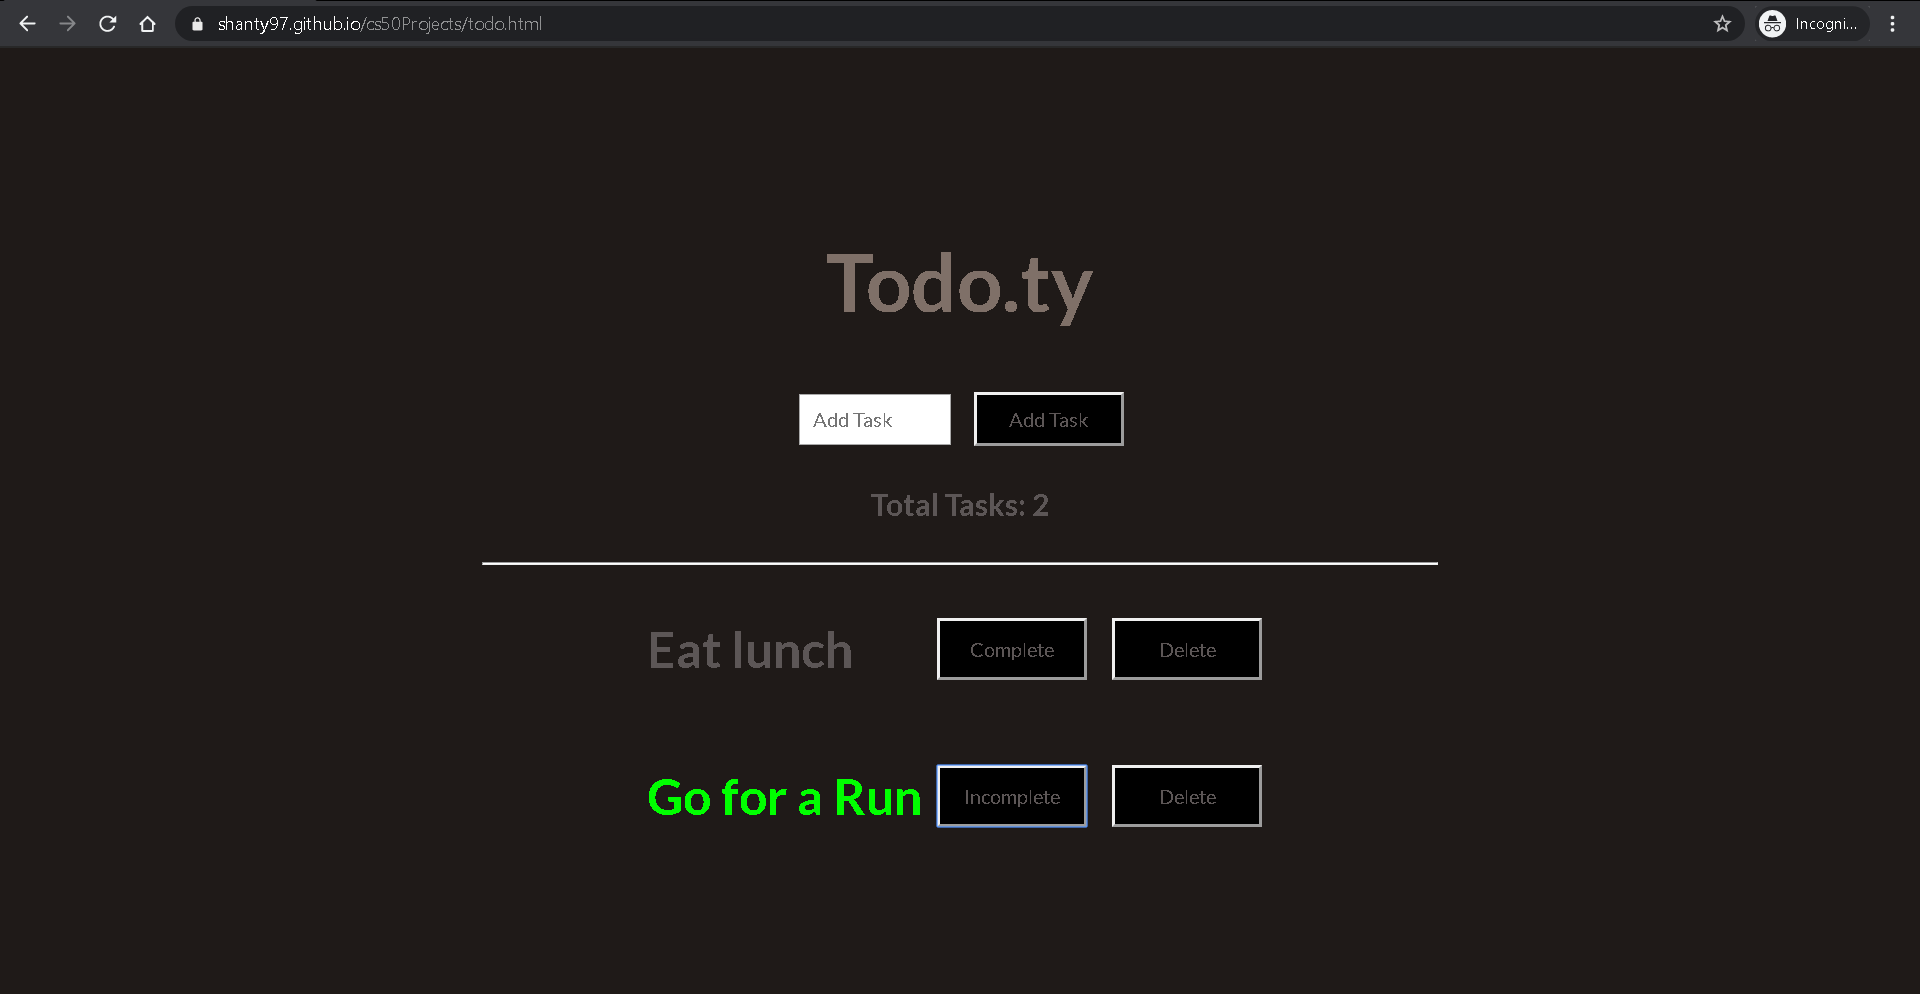 shanty97.github.io/cs50Projects/todo.html Incogni...
Todo.ty
Add Task Add Task
Total Tasks: 2
Eat lunch Complete Delete
Go for a Run Incomplete Delete